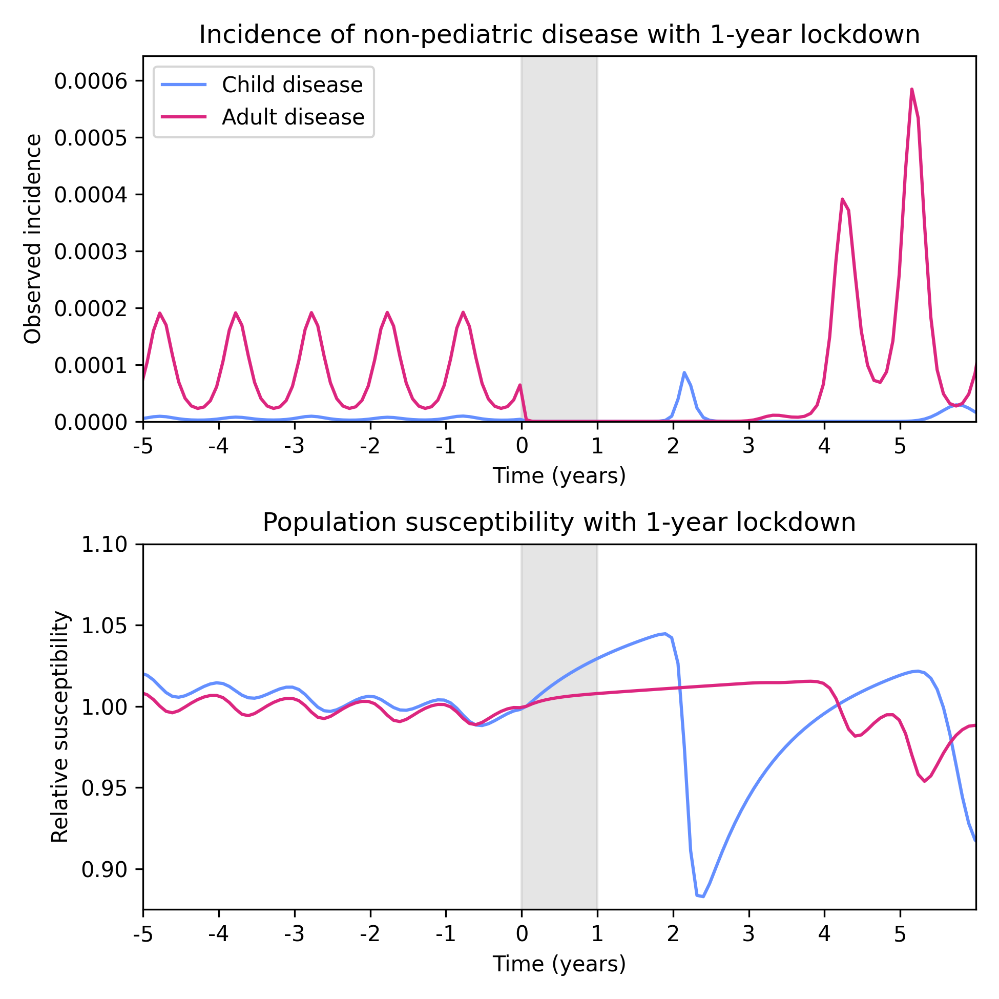 Incidence of non-pediatric disease with 1-year lockdown
Child disease
Adult disease
Observed incidence
0.0006
0.0005
0.0004
0.0003
0.0002
0.0001
0.0000
-5 -4 -3 -2 -1 0 1 2 3 4 5
Time (years)
Population susceptibility with 1-year lockdown
Relative susceptibility
1.10
1.05
1.00
0.95
0.90
-5 -4 -3 -2 -1 0 1 2 3 4 5
Time (years)